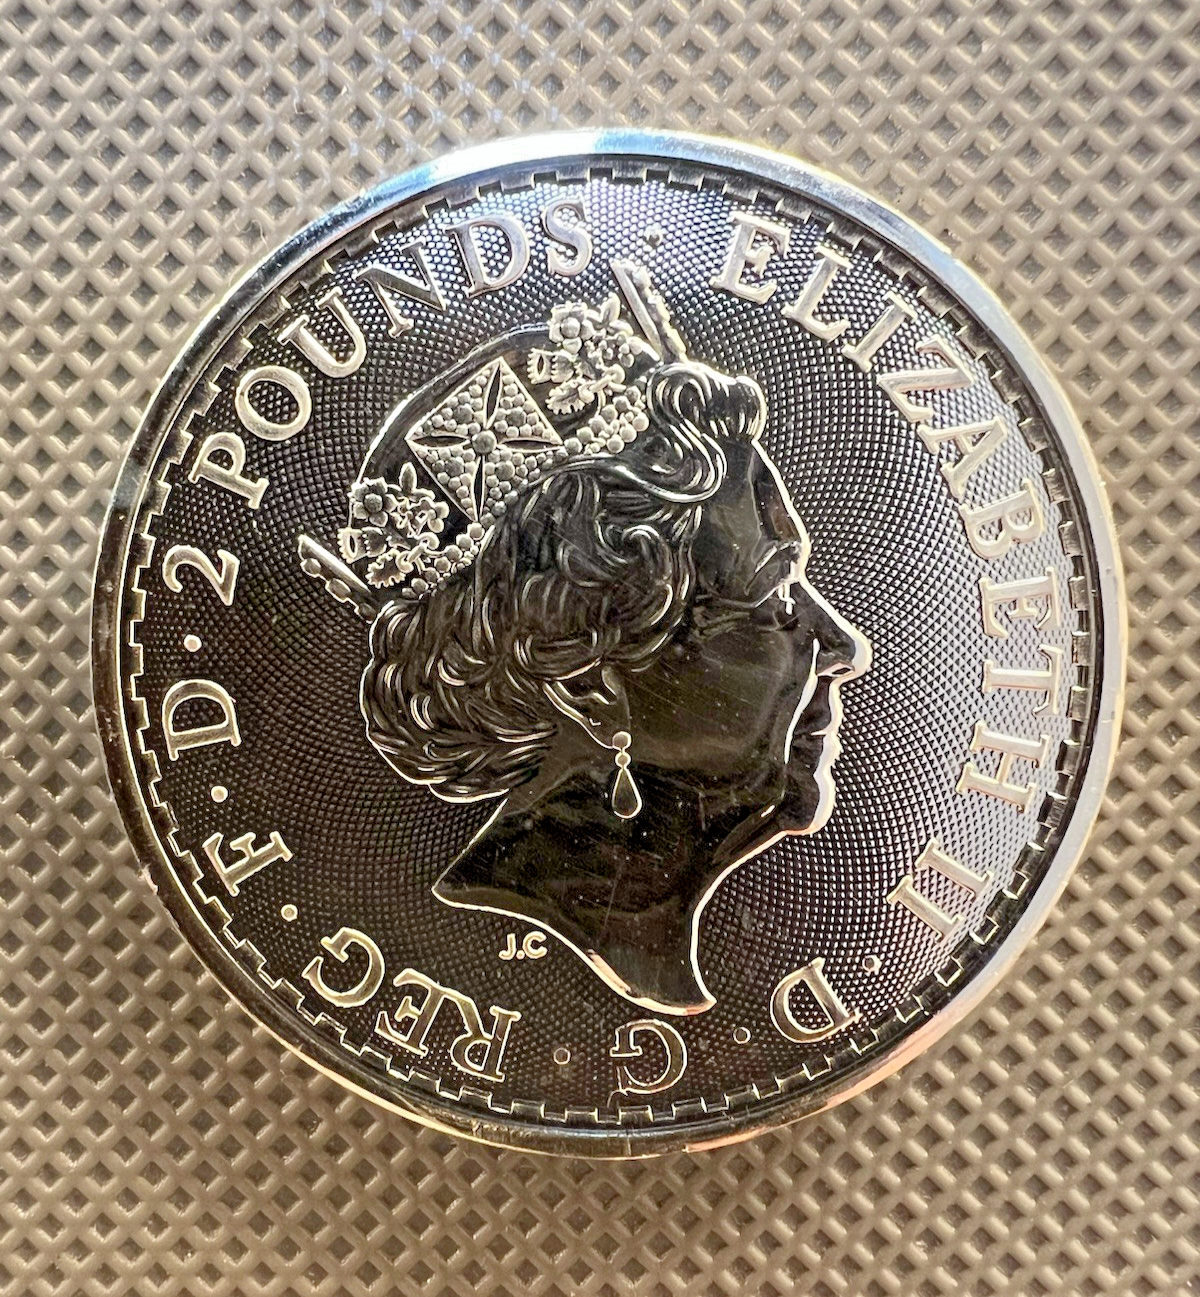 ELIZABETH II · D · G · REG · F · D · 2 POUNDS ·
J.C